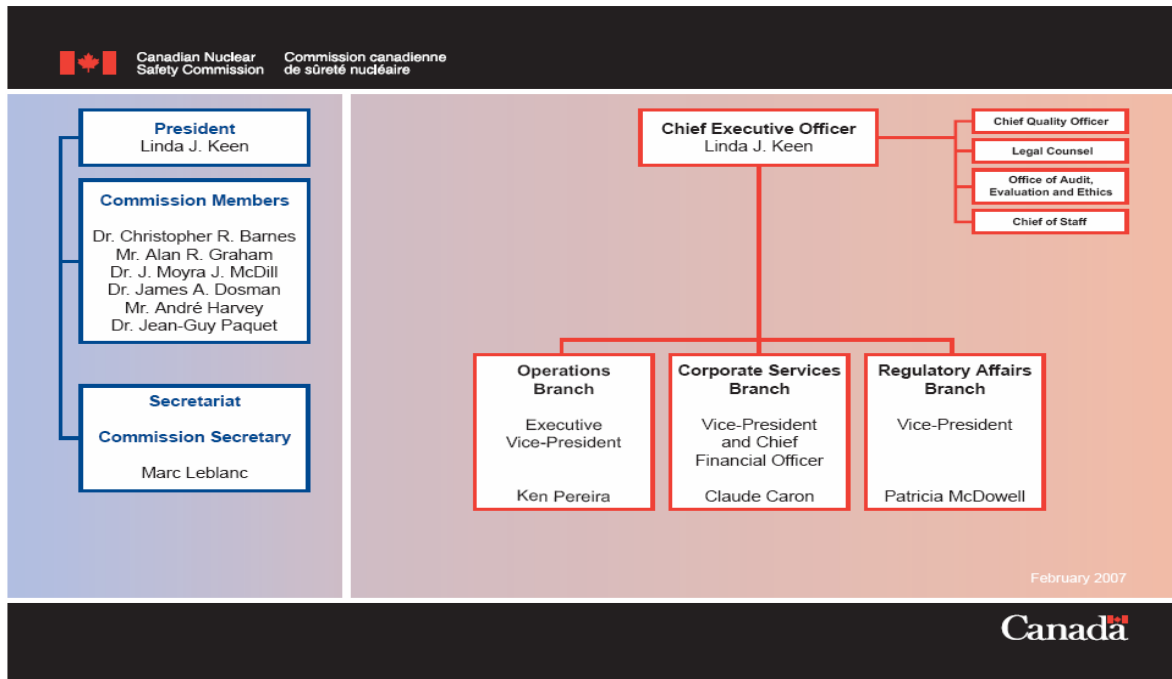 Canadian Nuclear
Safety Commission
Commission canadienne
de sûreté nucléaire
President
Linda J. Keen
Commission Members
Dr. Christopher R. Barnes
Mr. Alan R. Graham
Dr. J. Moyra J. McDill
Dr. James A. Dosman
Mr. André Harvey
Dr. Jean-Guy Paquet
Secretariat
Commission Secretary
Marc Leblanc
Chief Executive Officer
Linda J. Keen
Chief Quality Officer
Legal Counsel
Office of Audit,
Evaluation and Ethics
Chief of Staff
Operations
Branch
Executive
Vice-President
Ken Pereira
Corporate Services
Branch
Vice-President
and Chief
Financial Officer
Claude Caron
Regulatory Affairs
Branch
Vice-President
Patricia McDowell
February 2007
Canada